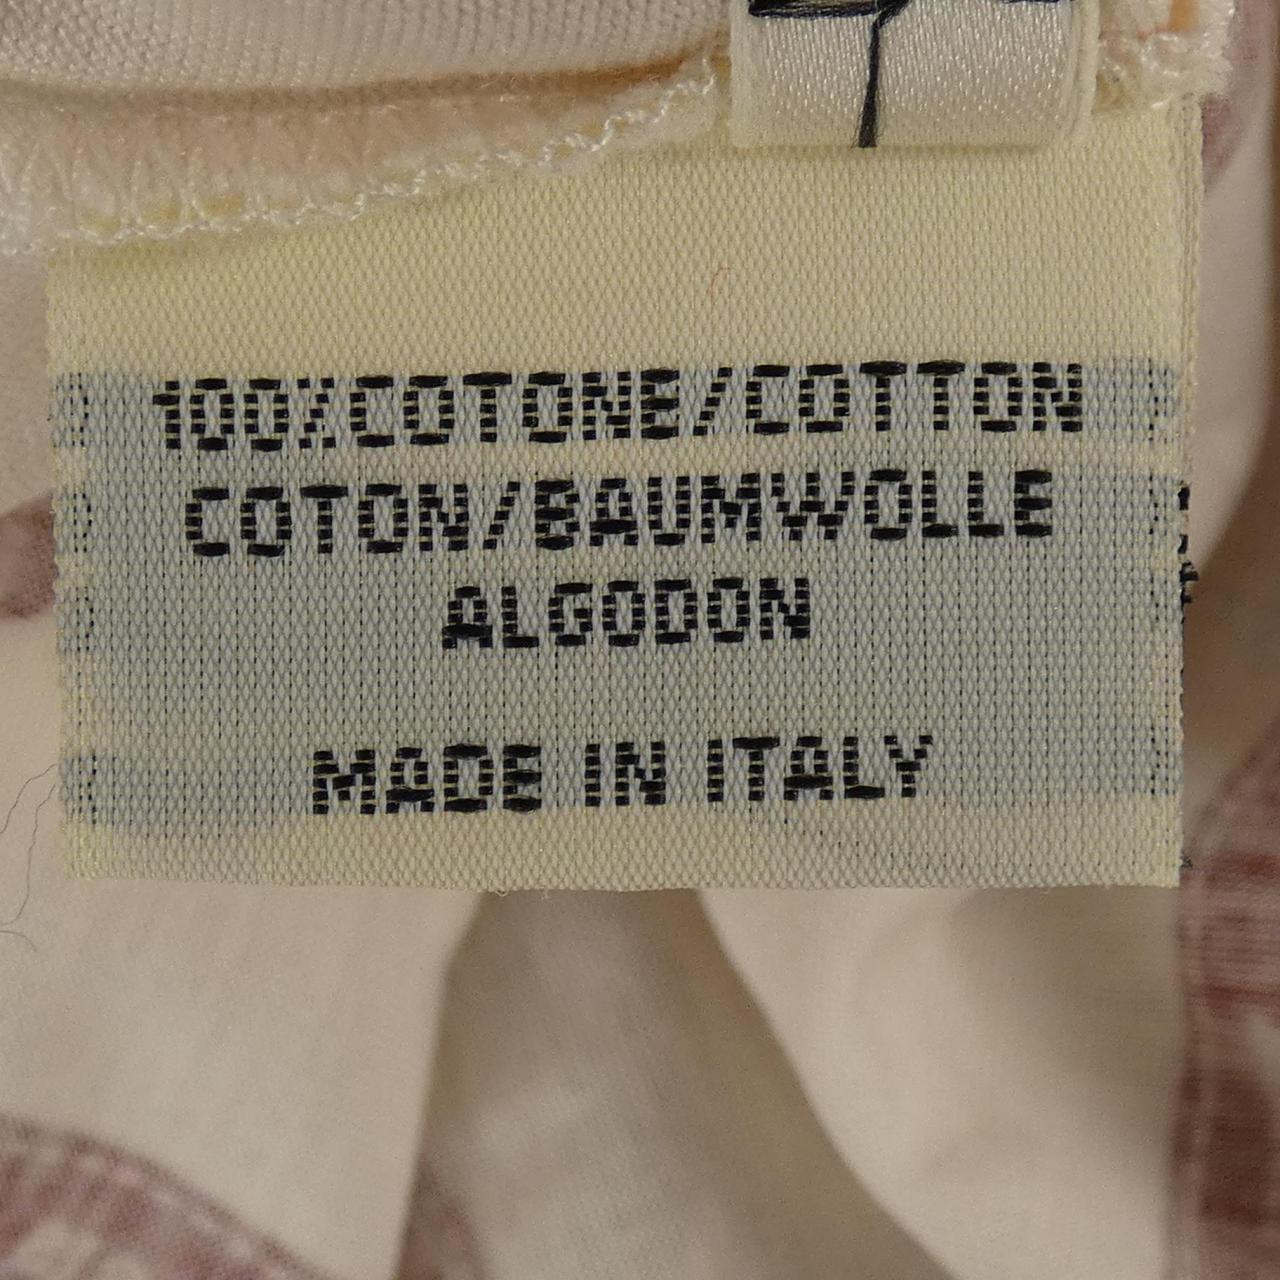 100%COTONE/COTTON
COTON/BAUMWOLLE
ALGODON
MADE IN ITALY